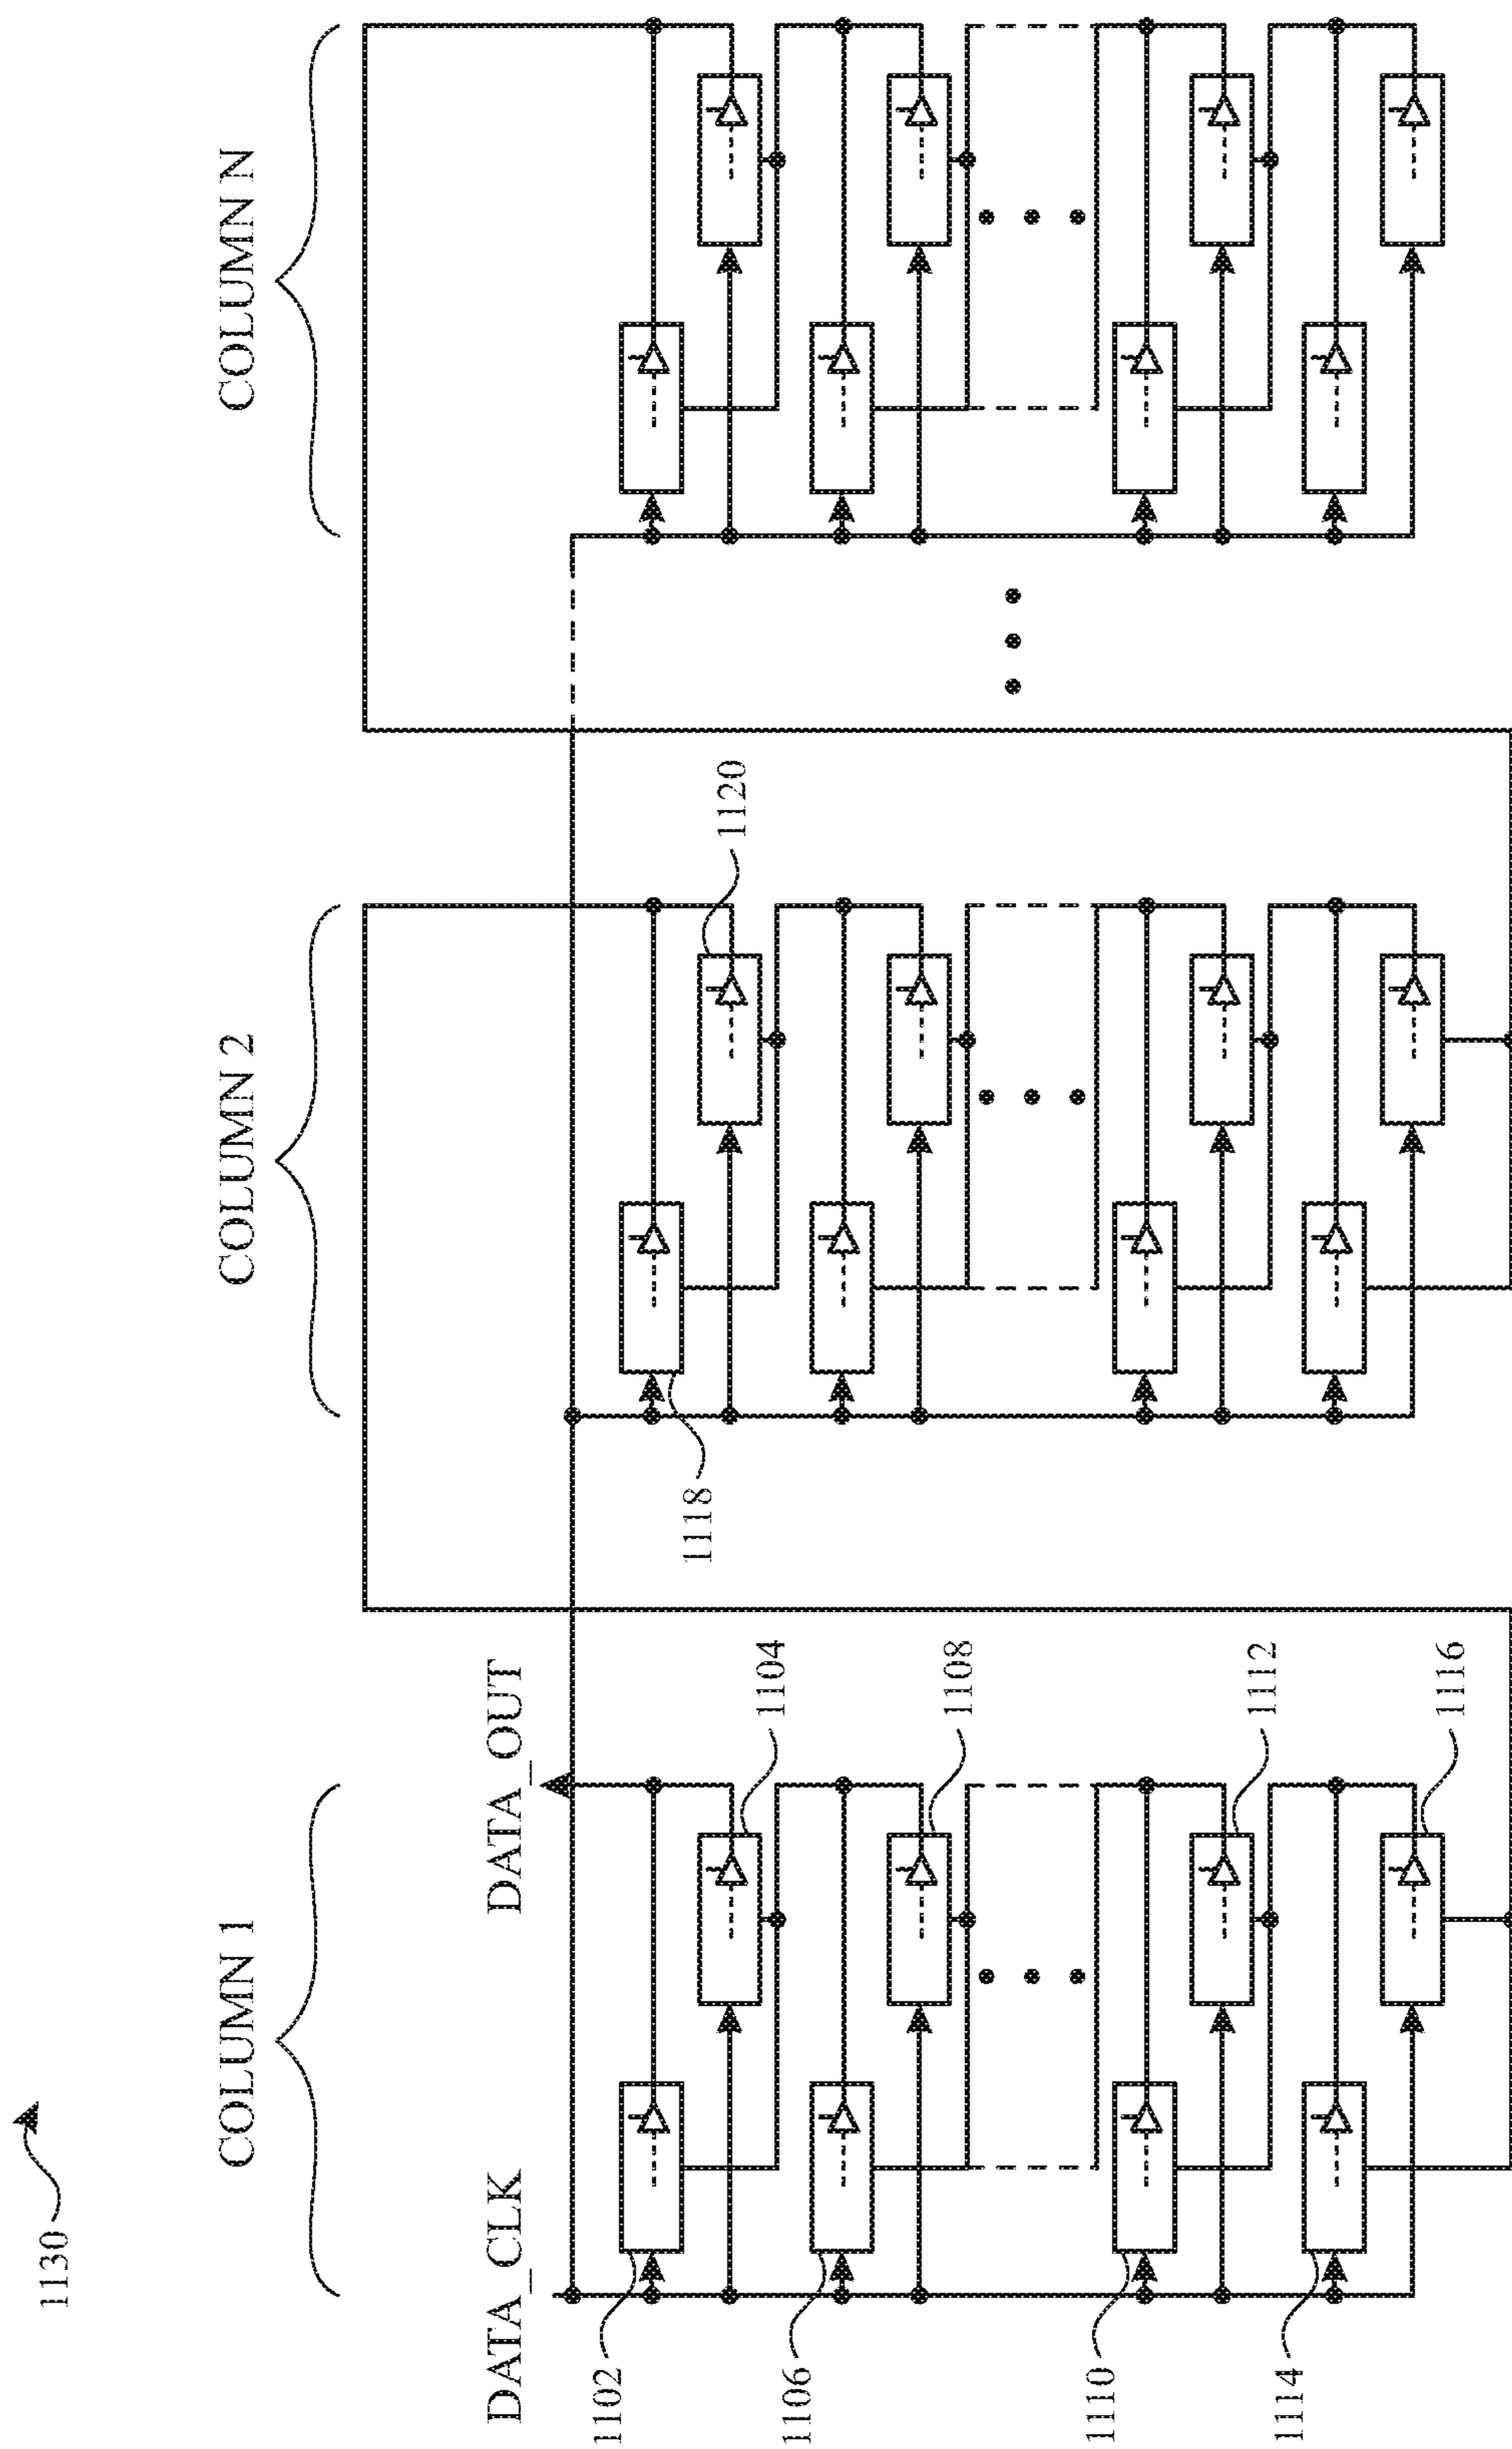 1130
COLUMN 1
COLUMN 2
COLUMN N
DATA_CLK
DATA_OUT
1102
1104
1106
1108
1110
1112
1114
1116
1118
1120